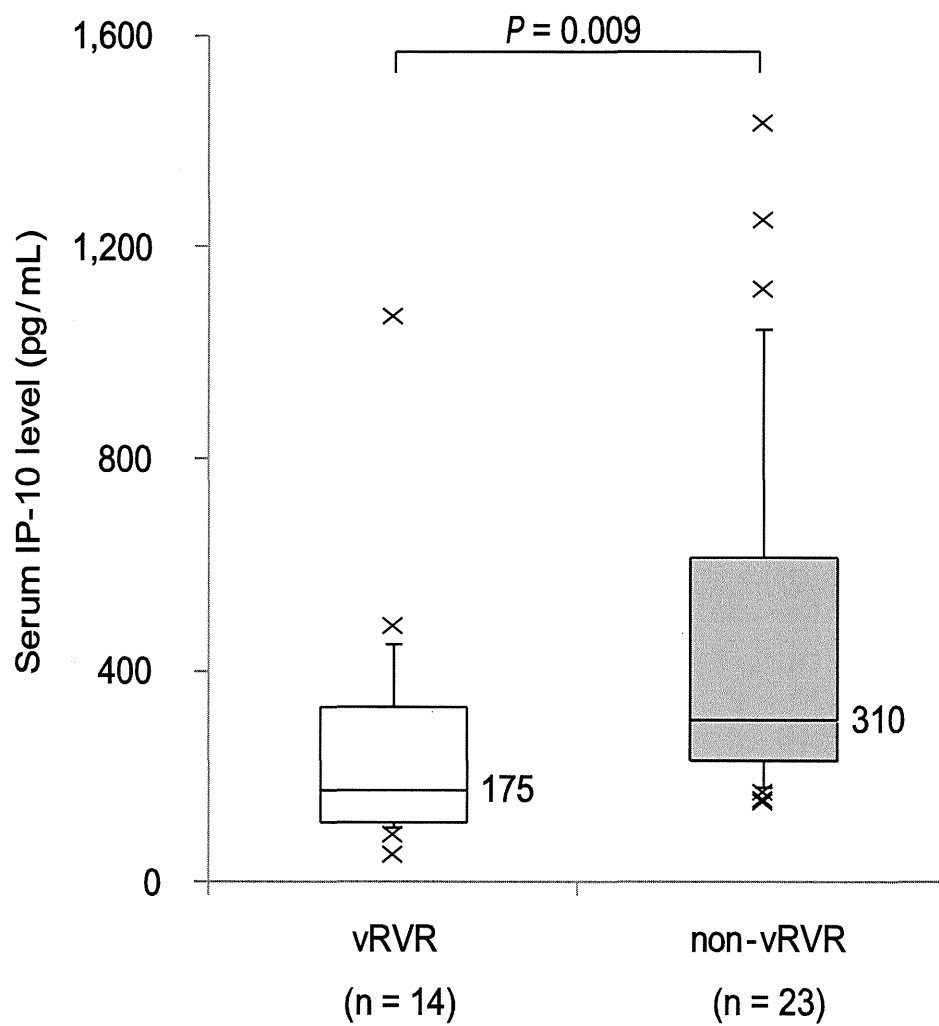 P = 0.009
1,600
1,200
800
400
0
Serum IP-10 level (pg/mL)
175
310
vRVR
non-vRVR
(n = 14)
(n = 23)